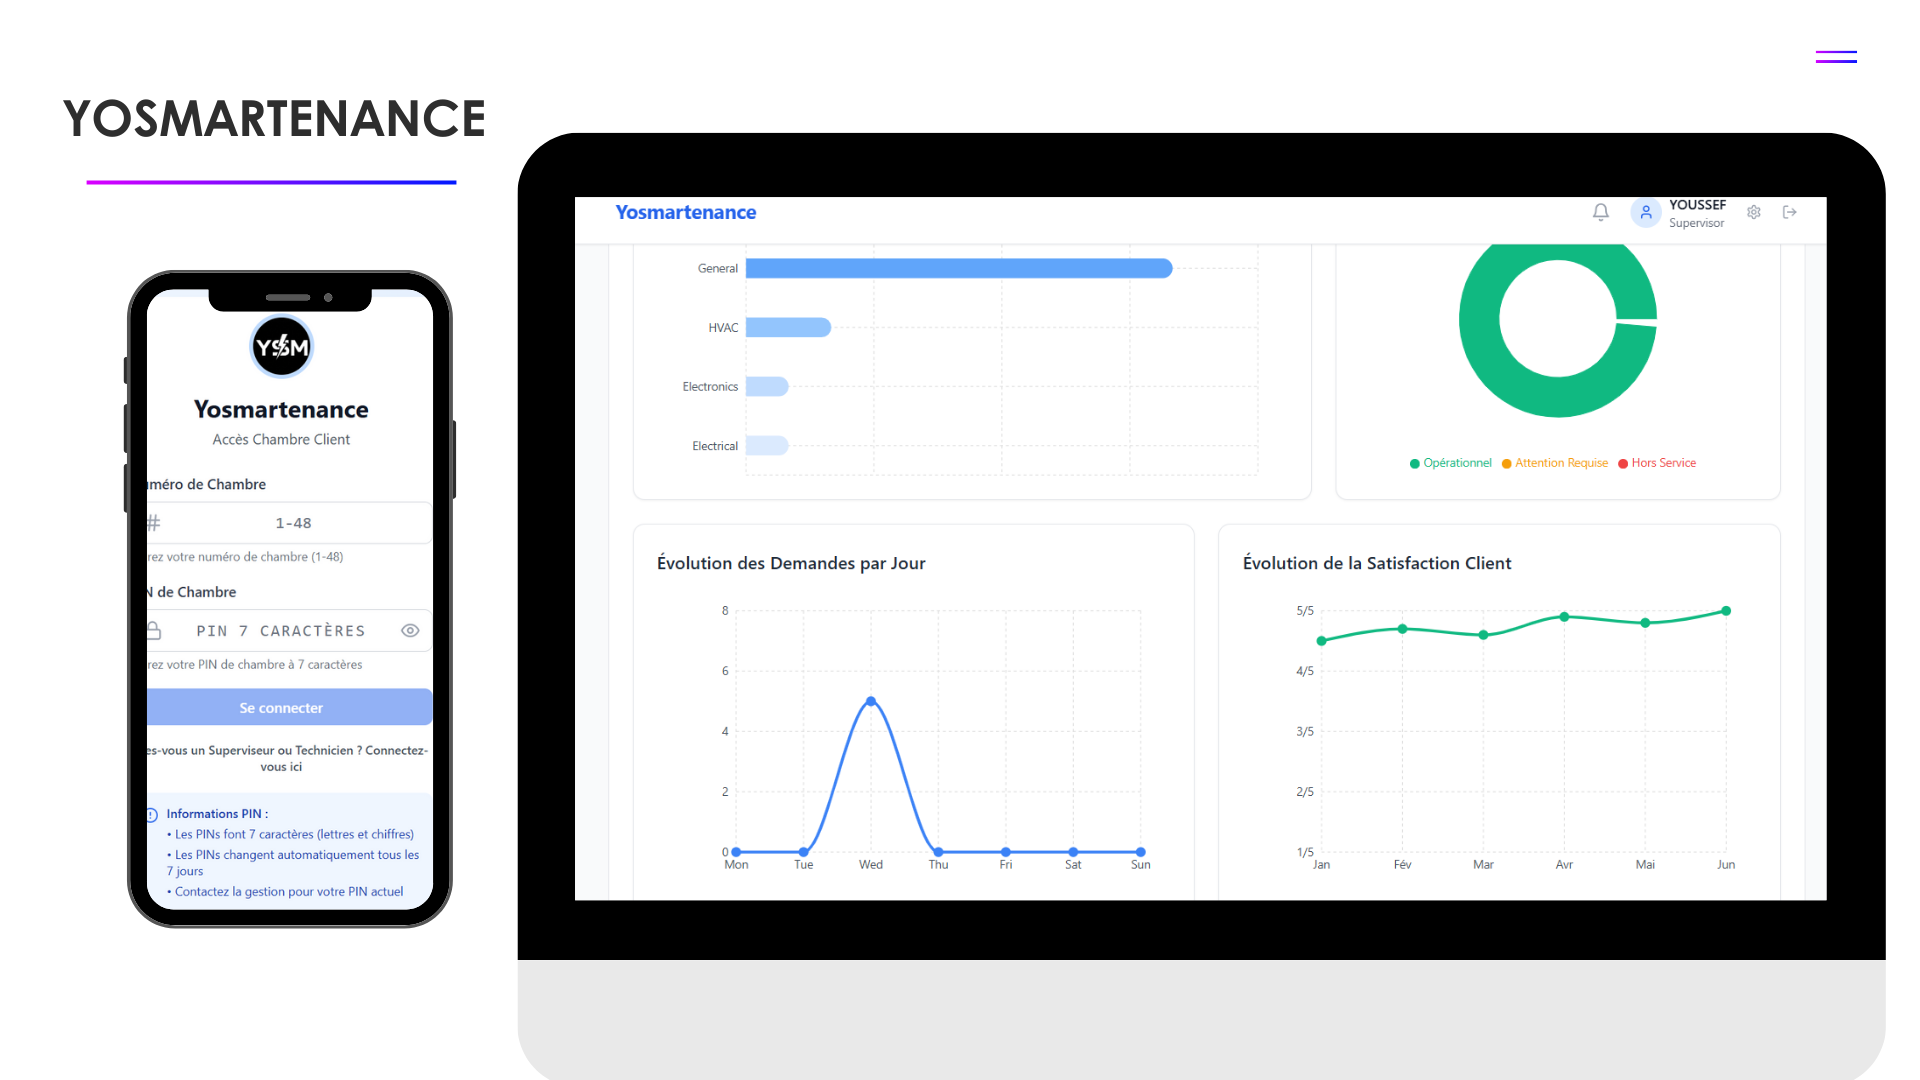 YOSMARTENANCE
YSM
Yosmartenance
Accès Chambre Client
méro de Chambre
1-48
rez votre numéro de chambre (1-48)
N de Chambre
PIN 7 CARACTÈRES
rez votre PIN de chambre à 7 caractères
Se connecter
es-vous un Superviseur ou Technicien ? Connectez-
vous ici
Informations PIN :
• Les PINs font 7 caractères (lettres et chiffres)
• Les PINs changent automatiquement tous les
7 jours
• Contactez la gestion pour votre PIN actuel
Yosmartenance
YOUSSEF
Supervisor
General
HVAC
Electronics
Electrical
Opérationnel Attention Requise Hors Service
Évolution des Demandes par Jour
8
6
4
2
0
Mon Tue Wed Thu Fri Sat Sun
Évolution de la Satisfaction Client
5/5
4/5
3/5
2/5
1/5
Jan Fév Mar Avr Mai Jun